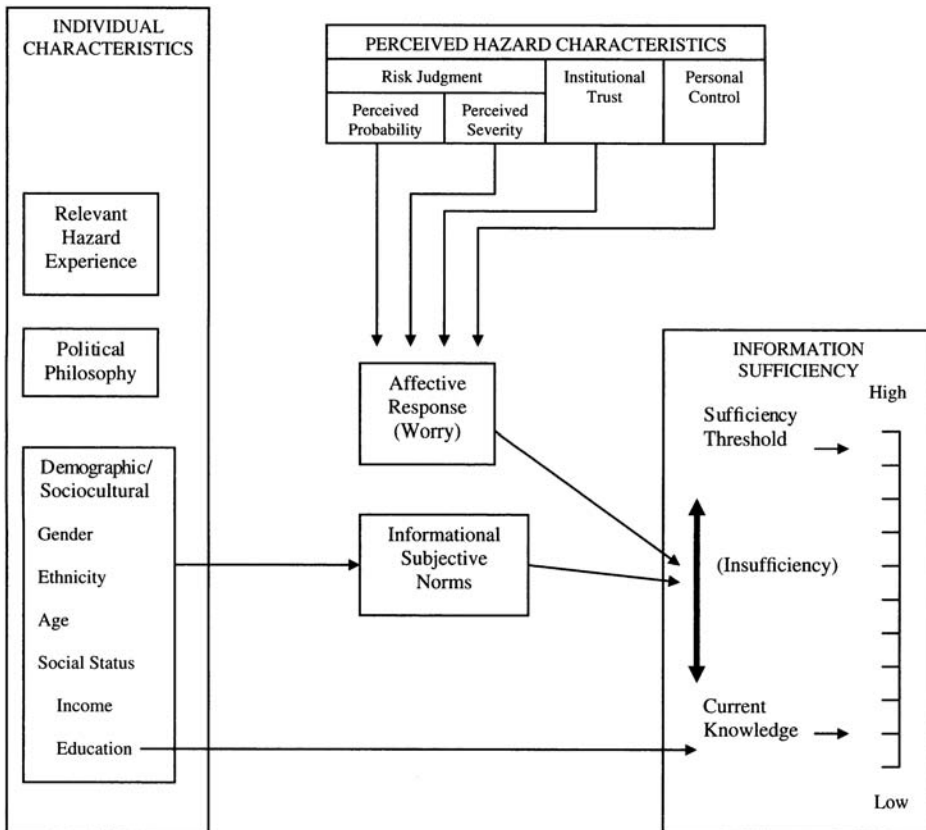 INDIVIDUAL
CHARACTERISTICS
Relevant
Hazard
Experience
Political
Philosophy
Demographic/
Sociocultural
Gender
Ethnicity
Age
Social Status
Income
Education
PERCEIVED HAZARD CHARACTERISTICS
Risk Judgment
Perceived
Probability
Perceived
Severity
Institutional
Trust
Personal
Control
Affective
Response
(Worry)
Informational
Subjective
Norms
INFORMATION
SUFFICIENCY
High
Sufficiency
Threshold
(Insufficiency)
Current
Knowledge
Low